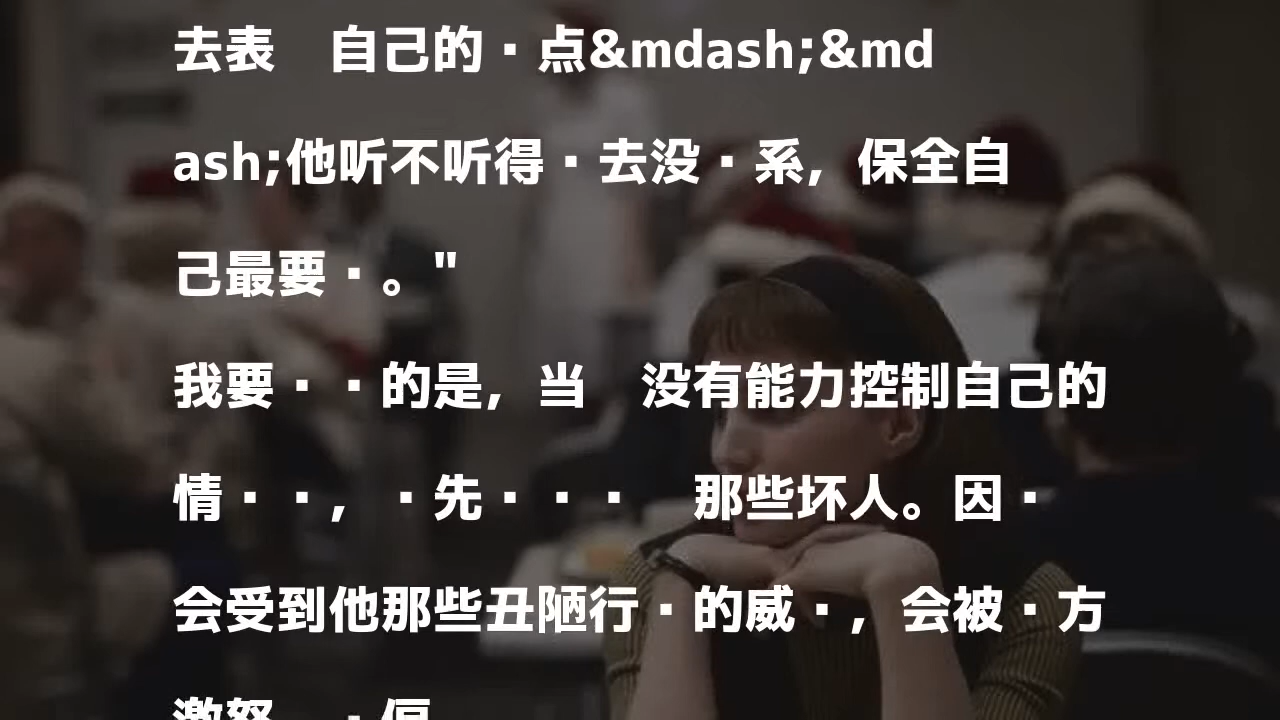 去表　自己的·点&mdash;&md
ash;他听不听得·去没·系，保全自
己最要·。"
我要··的是，当　没有能力控制自己的
情··，·先···　那些坏人。因·
会受到他那些丑陋行·的威·，会被·方
激怒　·偓